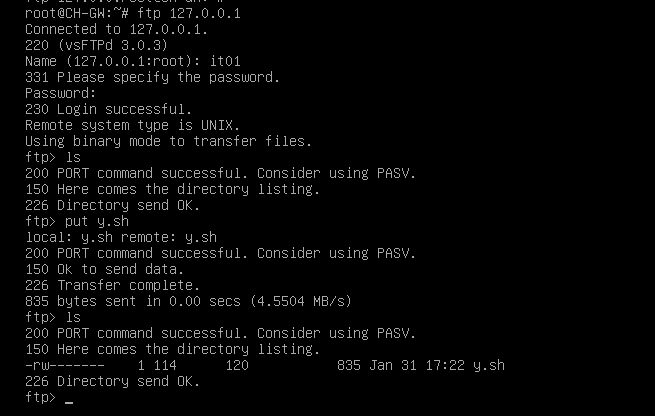 root@CH-GW:~# ftp 127.0.0.1
Connected to 127.0.0.1.
220 (vsFTPd 3.0.3)
Name (127.0.0.1:root): it01
331 Please specify the password.
Password:
230 Login successful.
Remote system type is UNIX.
Using binary mode to transfer files.
ftp> ls
200 PORT command successful. Consider using PASV.
150 Here comes the directory listing.
226 Directory send OK.
ftp> put y.sh
local: y.sh remote: y.sh
200 PORT command successful. Consider using PASV.
150 Ok to send data.
226 Transfer complete.
835 bytes sent in 0.00 secs (4.5504 MB/s)
ftp> ls
200 PORT command successful. Consider using PASV.
150 Here comes the directory listing.
-rw-------    1 114      120           835 Jan 31 17:22 y.sh
226 Directory send OK.
ftp> _